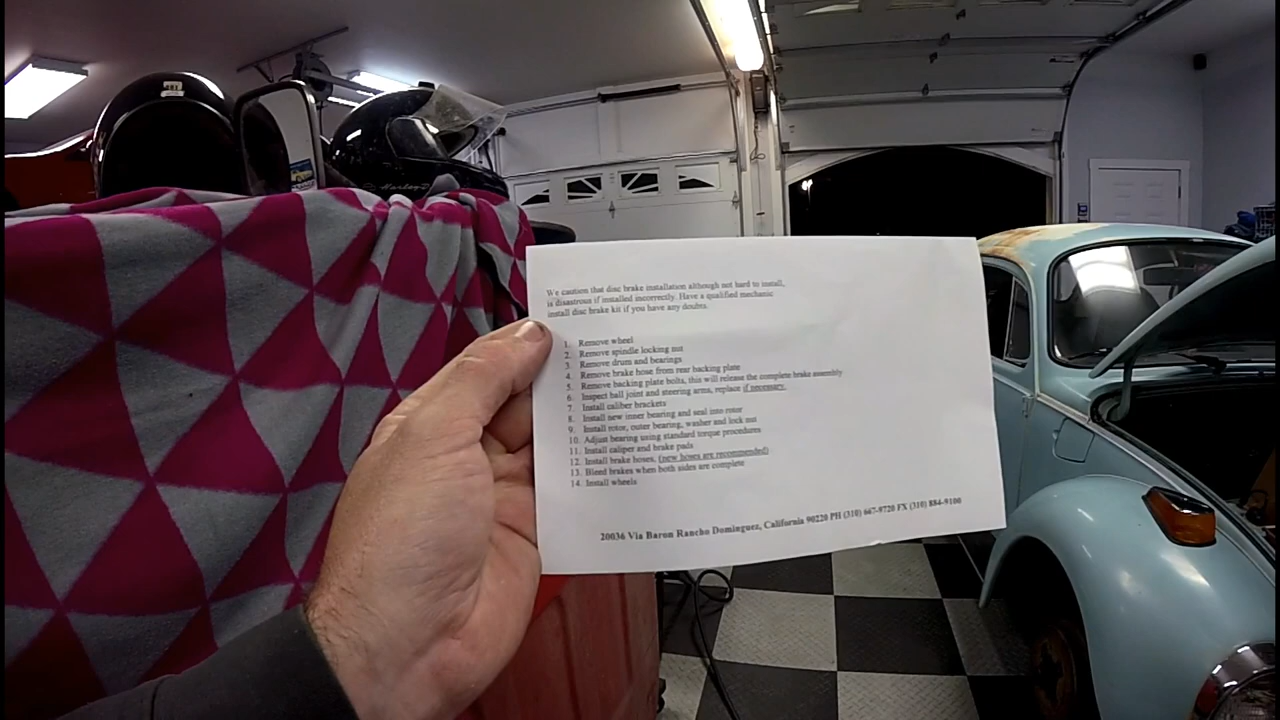 Harley-D
We caution that disc brake installation although not hard to install,
is disastrous if installed incorrectly. Have a qualified mechanic
install disc brake kit if you have any doubts.
1. Remove wheel
2. Remove spindle locking nut
3. Remove drum and bearings
4. Remove brake hose from rear backing plate
5. Remove backing plate bolts, this will release the complete brake assembly
6. Inspect ball joint and steering arms, replace if necessary.
7. Install caliber brackets
8. Install new inner bearing and seal into rotor
9. Install rotor, outer bearing, washer and lock nut
10. Adjust bearing using standard torque procedures
11. Install caliper and brake pads
12. Install brake hoses, (new hoses are recommended)
13. Bleed brakes when both sides are complete
14. Install wheels
20036 Via Baron Rancho Dominguez, California 90220 PH (310) 667-9720 FX (310) 884-9100